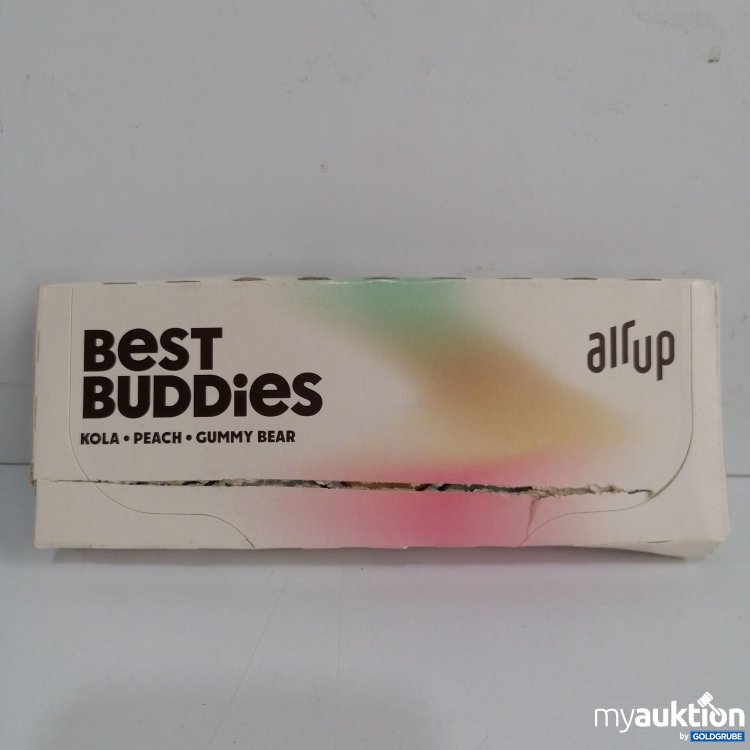 BeST
BUDDies
KOLA • PEACH • GUMMY BEAR
air up
myauktion
by GOLDGRUBE